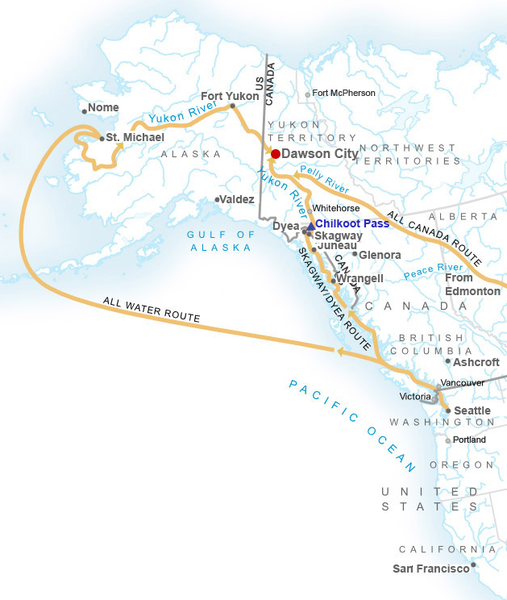 US
CANADA
Fort McPherson
Fort Yukon
Nome
Yukon River
St. Michael
YUKON
TERRITORY
ALASKA
Dawson City
NORTHWEST
TERRITORIES
Pelly River
Yukon River
Valdez
Whitehorse
ALL CANADA ROUTE
ALBERTA
Chilkoot Pass
Dyea
Skagway
GULF OF
ALASKA
Juneau
CANADA
Glenora
Peace River
From
Edmonton
Wrangell
SKAGWAY/DYEA ROUTE
ALL WATER ROUTE
CANADA
BRITISH
COLUMBIA
Ashcroft
Vancouver
Victoria
Seattle
PACIFIC OCEAN
WASHINGTON
Portland
OREGON
UNITED
STATES
CALIFORNIA
San Francisco